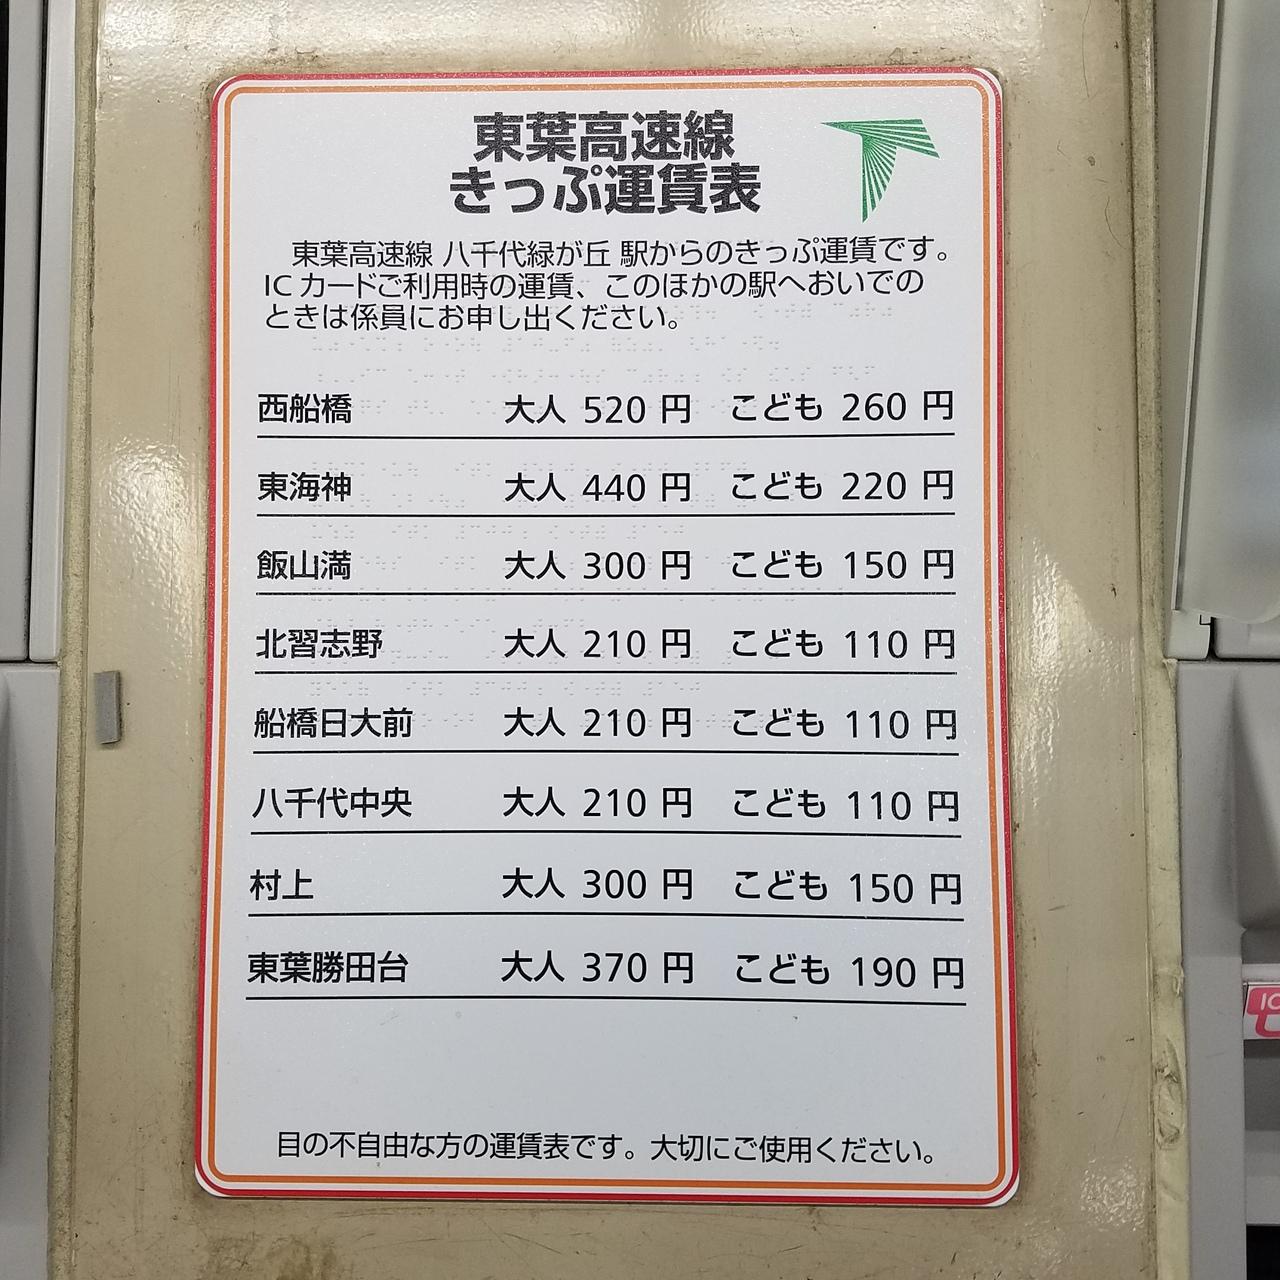 東葉高速線
きっぷ運賃表
東葉高速線 八千代緑が丘 駅からのきっぷ運賃です。
ICカードご利用時の運賃、このほかの駅へおいでの
ときは係員にお申し出ください。
西船橋 大人 520 円 こども 260 円
東海神 大人 440 円 こども 220 円
飯山満 大人 300 円 こども 150 円
北習志野 大人 210 円 こども 110 円
船橋日大前 大人 210 円 こども 110 円
八千代中央 大人 210 円 こども 110 円
村上 大人 300 円 こども 150 円
東葉勝田台 大人 370 円 こども 190 円
目の不自由な方の運賃表です。大切にご使用ください。
IC